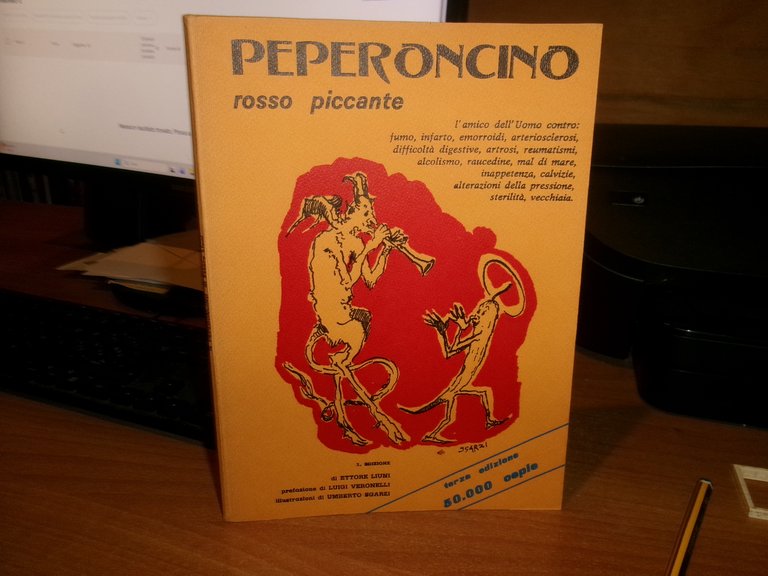 PEPERONCINO
rosso piccante
l'amico dell'Uomo contro:
fumo, infarto, emorroidi, arteriosclerosi,
difficoltà digestive, artrosi, reumatismi,
alcolismo, raucedine, mal di mare,
inappetenza, calvizie,
alterazioni della pressione,
sterilità, vecchiaia.
SGARZI
1. EDIZIONE
di ETTORE LIUNI
prefazione di LUIGI VERONELLI
illustrazioni di UMBERTO SGARZI
terza edizione
50.000 copie